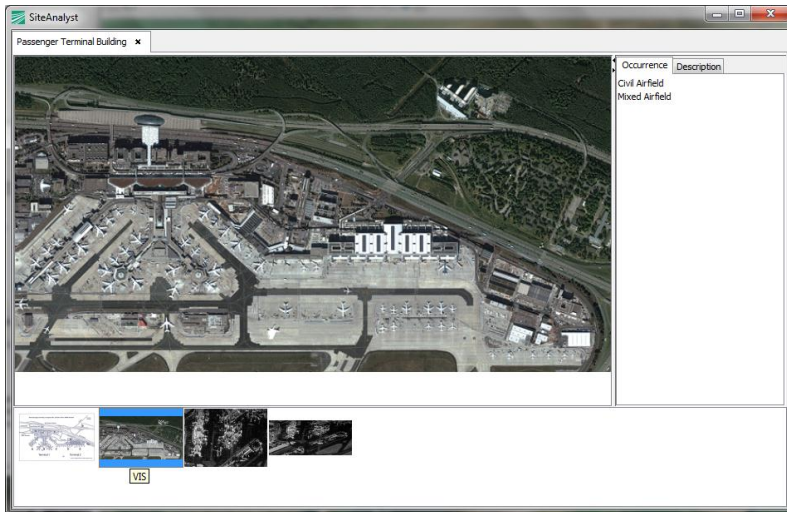 SiteAnalyst
Passenger Terminal Building
Occurrence
Description
Civil Airfield
Mixed Airfield
VIS